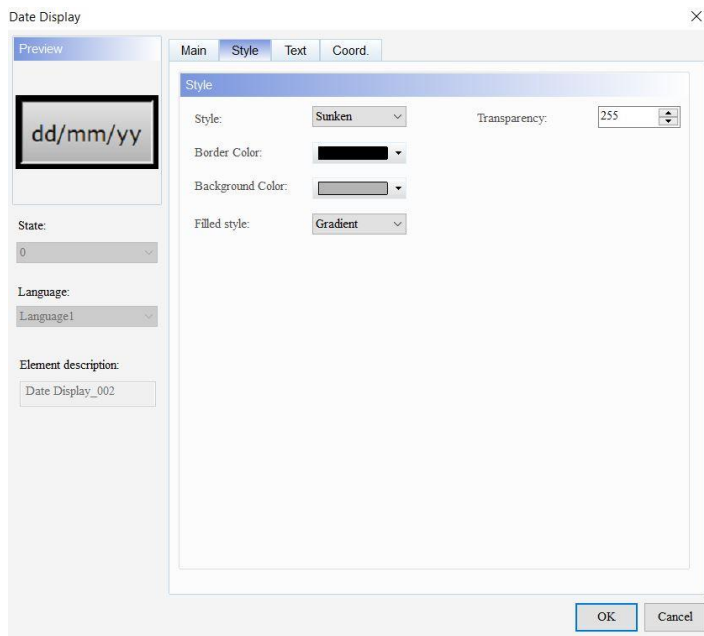 Date Display
Preview
dd/mm/yy
State:
0
Language:
Language1
Element description:
Date Display_002
Main Style Text Coord.
Style
Style: Sunken Transparency: 255
Border Color:
Background Color:
Filled style: Gradient
OK Cancel